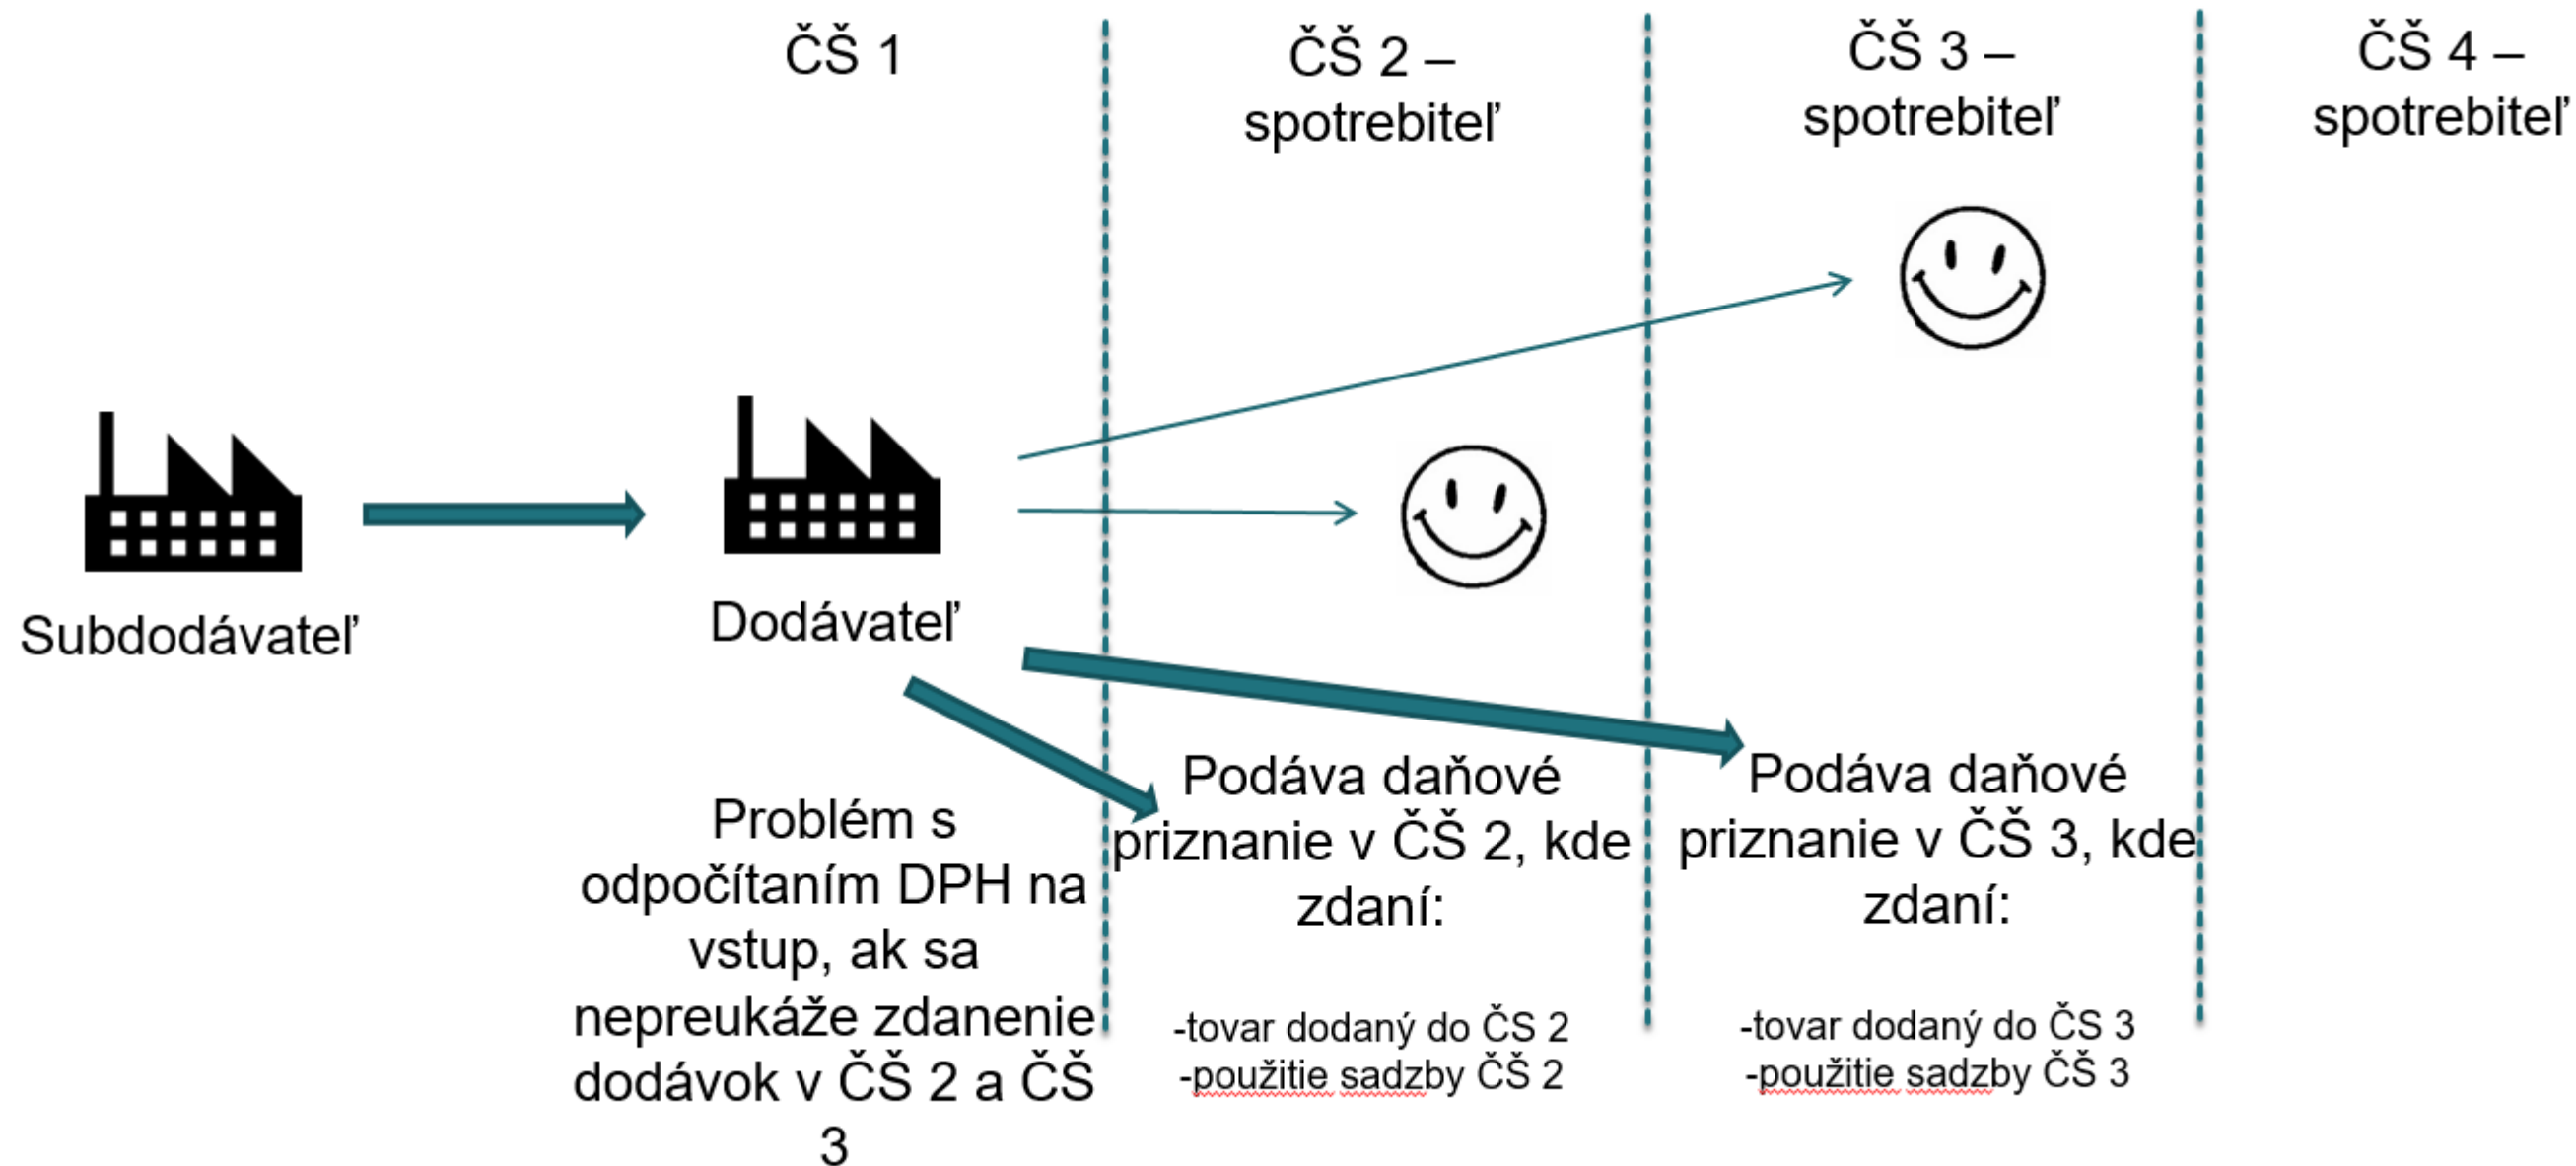 ČŠ 1
ČŠ 2 –
spotrebiteľ
ČŠ 3 –
spotrebiteľ
ČŠ 4 –
spotrebiteľ
Subdodávateľ
Dodávateľ
Problém s
odpočítaním DPH na
vstup, ak sa
nepreukáže zdanenie
dodávok v ČŠ 2 a ČŠ
3
Podáva daňové
priznanie v ČŠ 2, kde
zdaní:
-tovar dodaný do ČS 2
-použitie sadzby ČŠ 2
Podáva daňové
priznanie v ČŠ 3, kde
zdaní:
-tovar dodaný do ČS 3
-použitie sadzby ČŠ 3